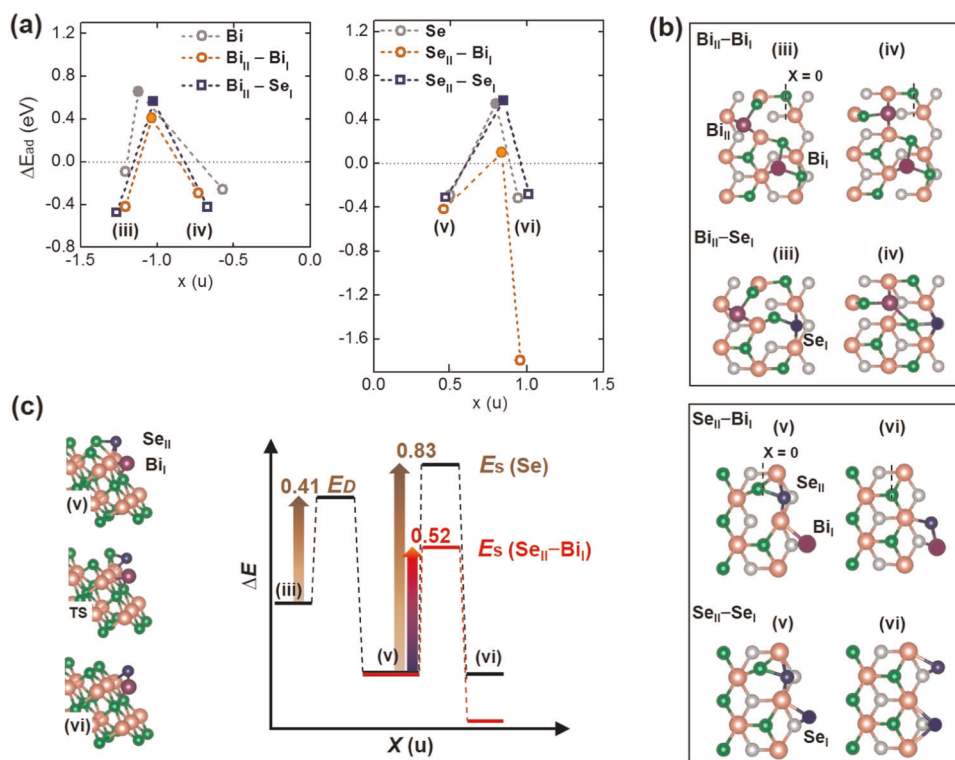 (a)
ΔE_ad (eV)
1.2
0.8
0.4
0.0
-0.4
-0.8
Bi
Bi_II – Bi_I
Bi_II – Se_I
(iii)
(iv)
-1.5
-1.0
-0.5
0.0
x (u)
1.2
0.8
0.4
0.0
-0.4
-0.8
-1.2
-1.6
Se
Se_II – Bi_I
Se_II – Se_I
(v)
(vi)
0.0
0.5
1.0
1.5
x (u)
(b)
Bi_II–Bi_I
(iii)
(iv)
X = 0
Bi_II
Bi_I
Bi_II–Se_I
(iii)
(iv)
Se_I
Se_II–Bi_I
(v)
(vi)
X = 0
Se_II
Bi_I
Se_II–Se_I
(v)
(vi)
Se_I
(c)
Se_II
Bi_I
(v)
TS
(vi)
ΔE
0.41
E_D
0.83
E_S (Se)
0.52
E_S (Se_II–Bi_I)
(iii)
(v)
(vi)
X (u)